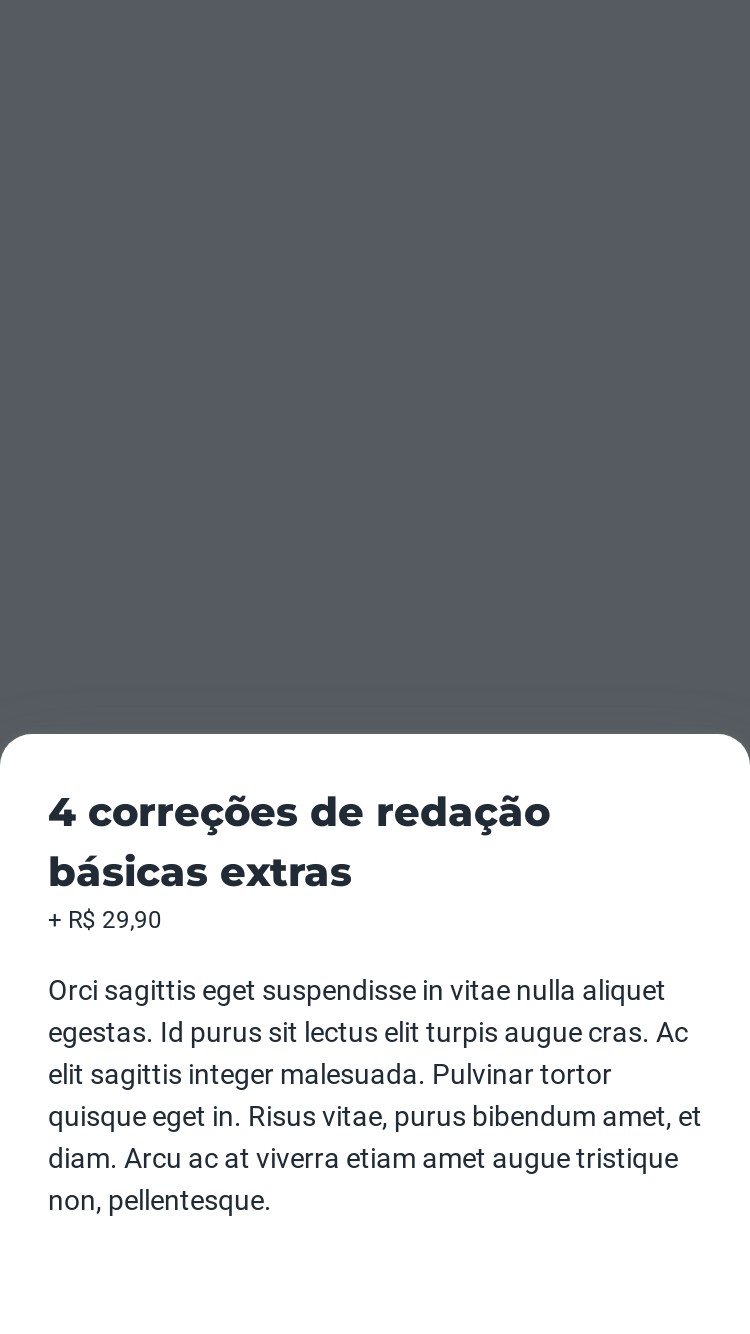 4 correções de redação
básicas extras
+ R$ 29,90
Orci sagittis eget suspendisse in vitae nulla aliquet
egestas. Id purus sit lectus elit turpis augue cras. Ac
elit sagittis integer malesuada. Pulvinar tortor
quisque eget in. Risus vitae, purus bibendum amet, et
diam. Arcu ac at viverra etiam amet augue tristique
non, pellentesque.